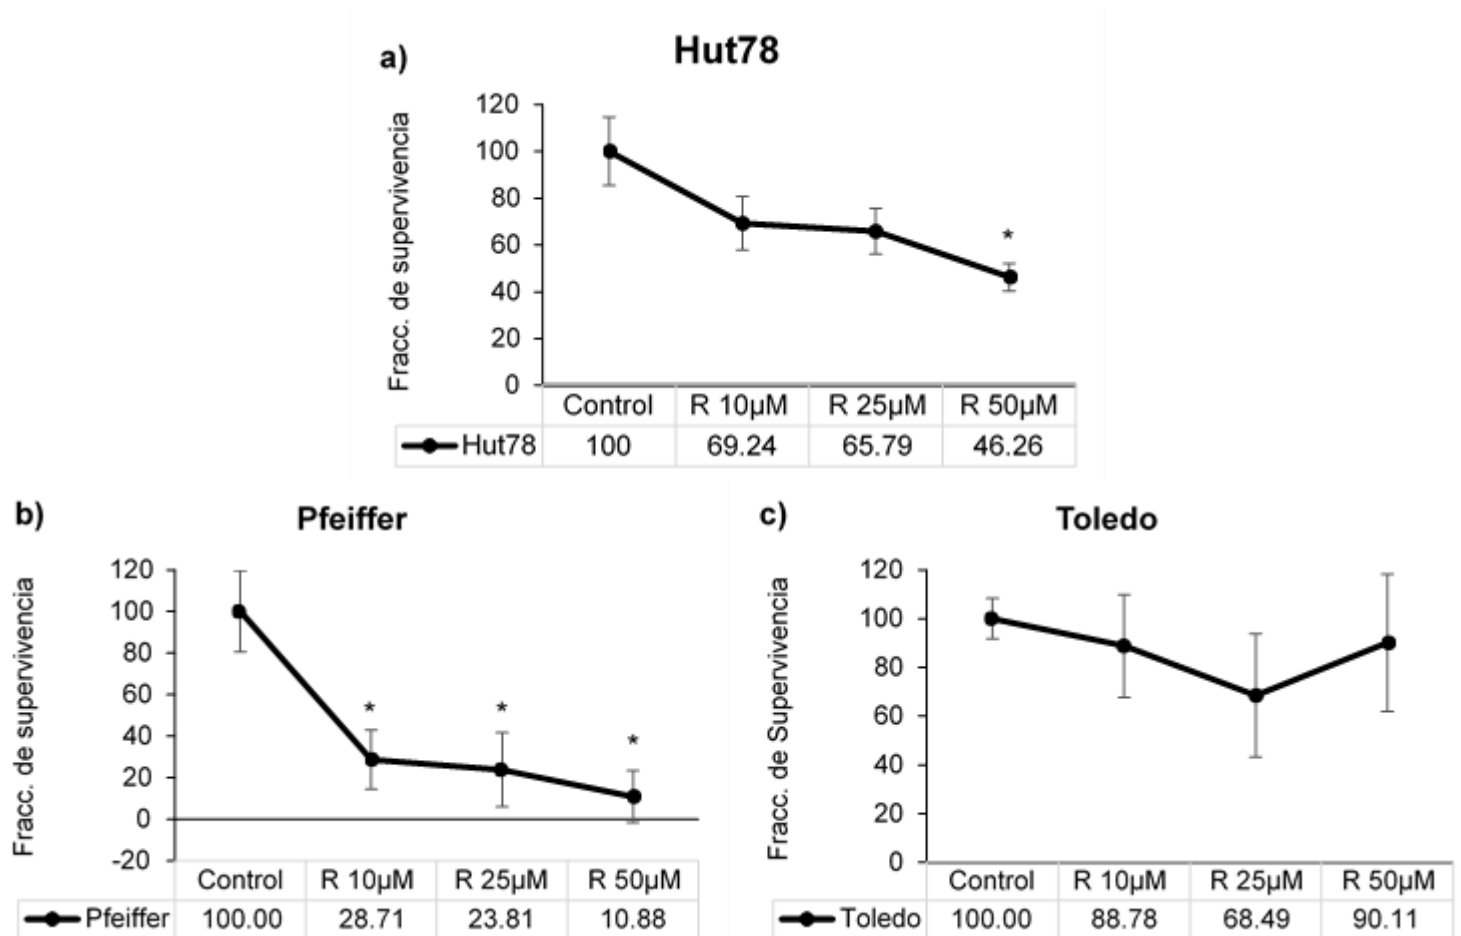 a)
Hut78
Fracc. de supervivencia
120
100
80
60
40
20
0
*
Control R 10µM R 25µM R 50µM
Hut78 100 69.24 65.79 46.26
b)
Pfeiffer
Fracc. de supervivencia
120
100
80
60
40
20
0
-20
* * *
Control R 10µM R 25µM R 50µM
Pfeiffer 100.00 28.71 23.81 10.88
c)
Toledo
Fracc. de Supervivencia
120
100
80
60
40
20
0
Control R 10µM R 25µM R 50µM
Toledo 100.00 88.78 68.49 90.11